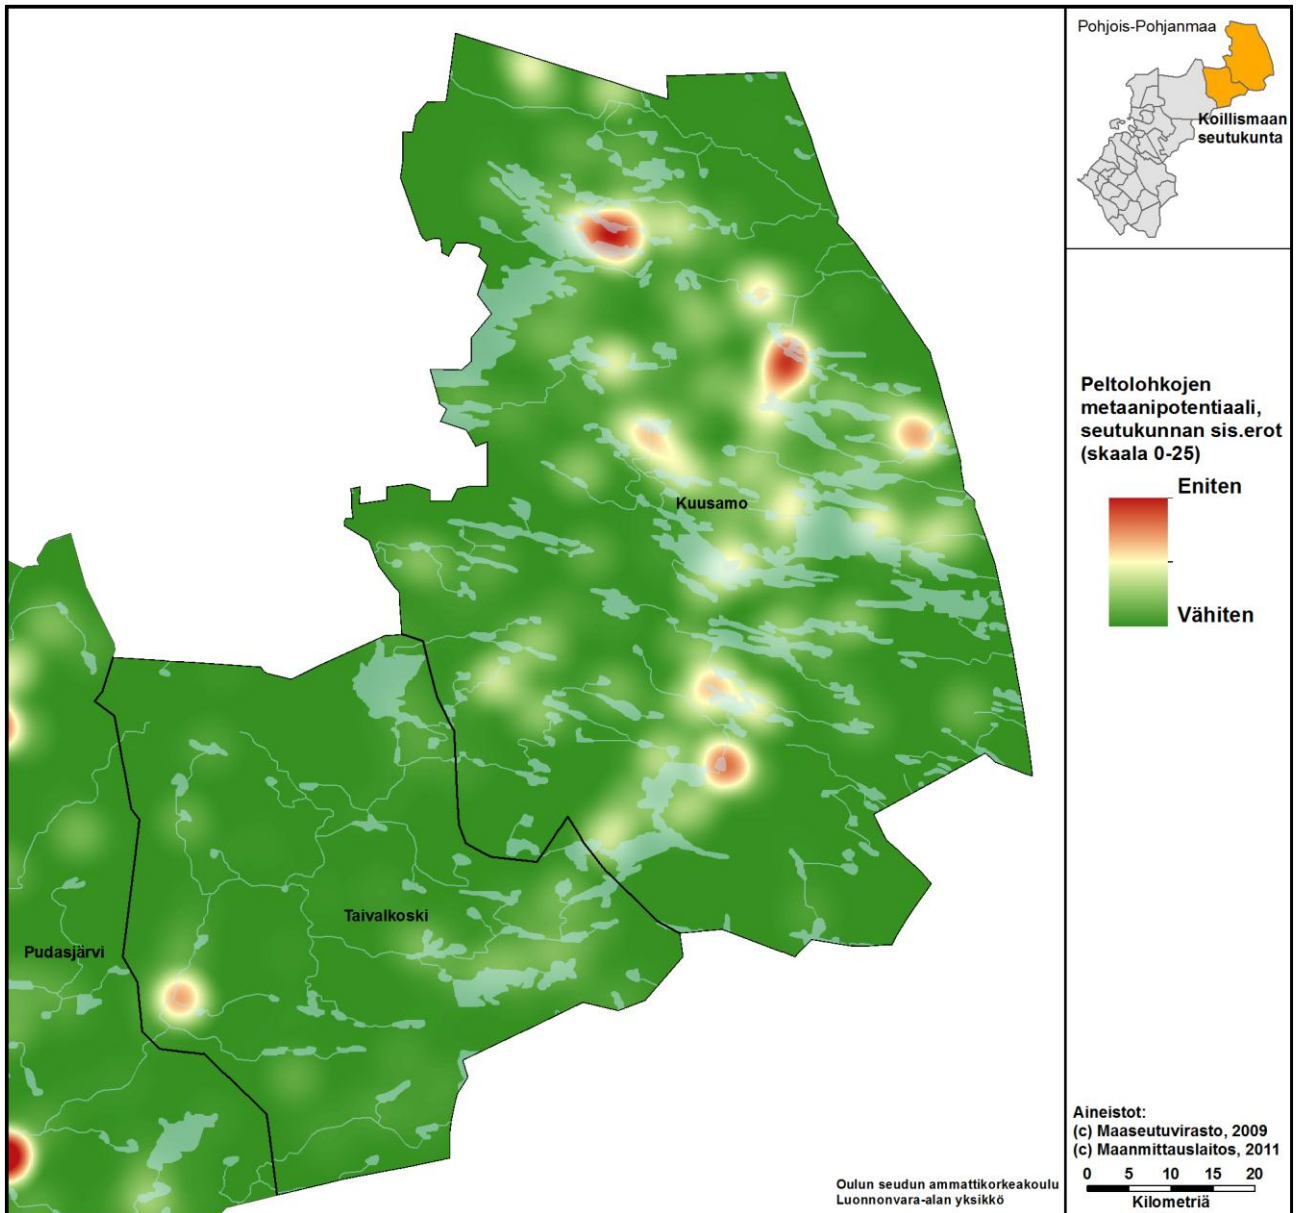 Pohjois-Pohjanmaa
Koillismaan
seutukunta
Peltolohkojen
metaanipotentiaali,
seutukunnan sis.erot
(skaala 0-25)
Eniten
Vähiten
Kuusamo
Taivalkoski
Pudasjärvi
Aineistot:
(c) Maaseutuvirasto, 2009
(c) Maanmittauslaitos, 2011
0 5 10 15 20
Kilometriä
Oulun seudun ammattikorkeakoulu
Luonnonvara-alan yksikkö